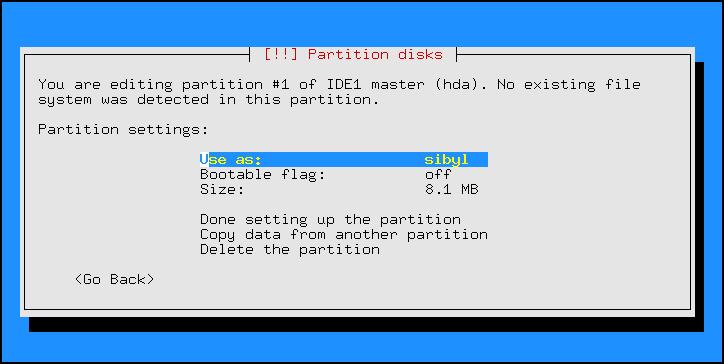 [!!] Partition disks
You are editing partition #1 of IDE1 master (hda). No existing file
system was detected in this partition.
Partition settings:
Use as: sibyl
Bootable flag: off
Size: 8.1 MB
Done setting up the partition
Copy data from another partition
Delete the partition
<Go Back>